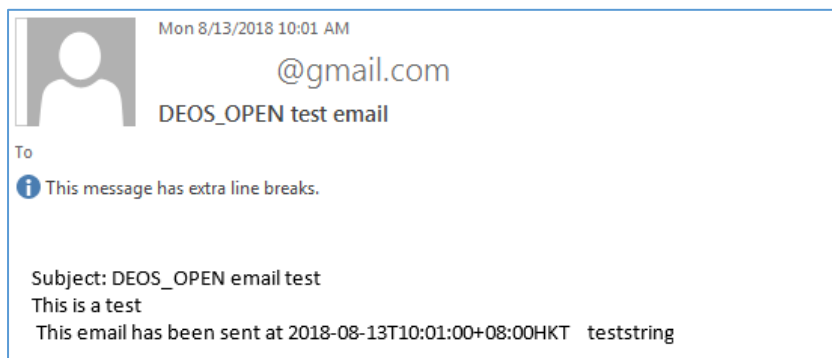 Mon 8/13/2018 10:01 AM
@gmail.com
DEOS_OPEN test email
To
This message has extra line breaks.
Subject: DEOS_OPEN email test
This is a test
This email has been sent at 2018-08-13T10:01:00+08:00HKT teststring